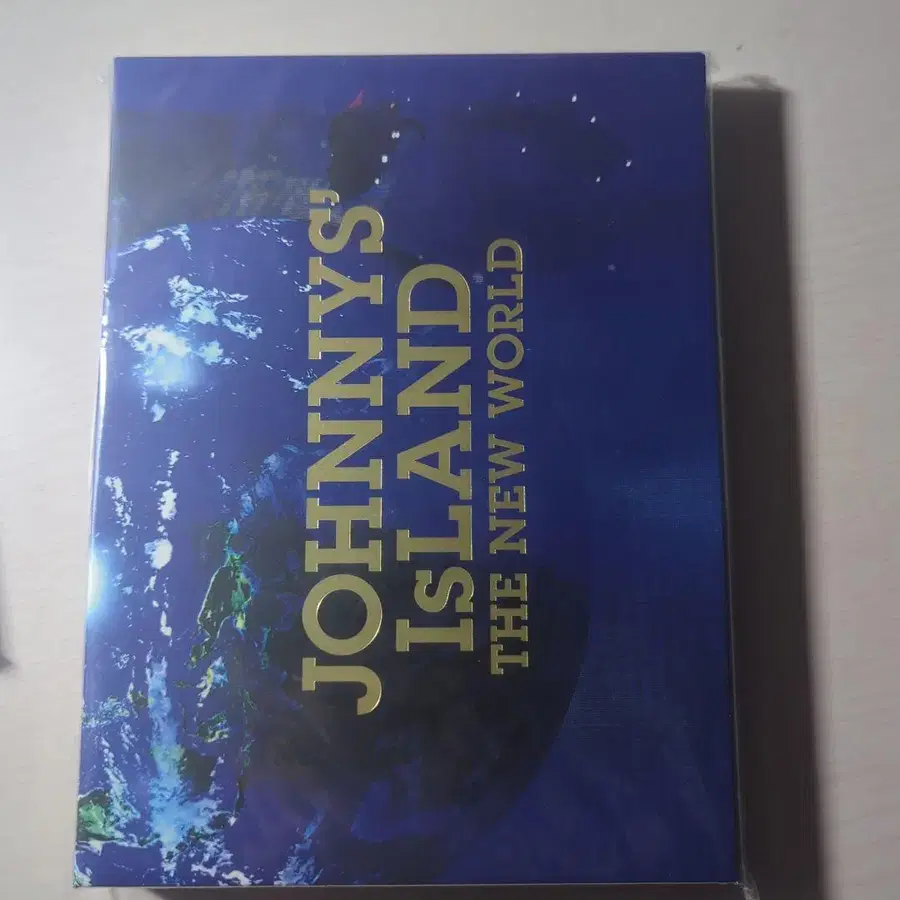 JOHNNYS'
ISLAND
THE NEW WORLD